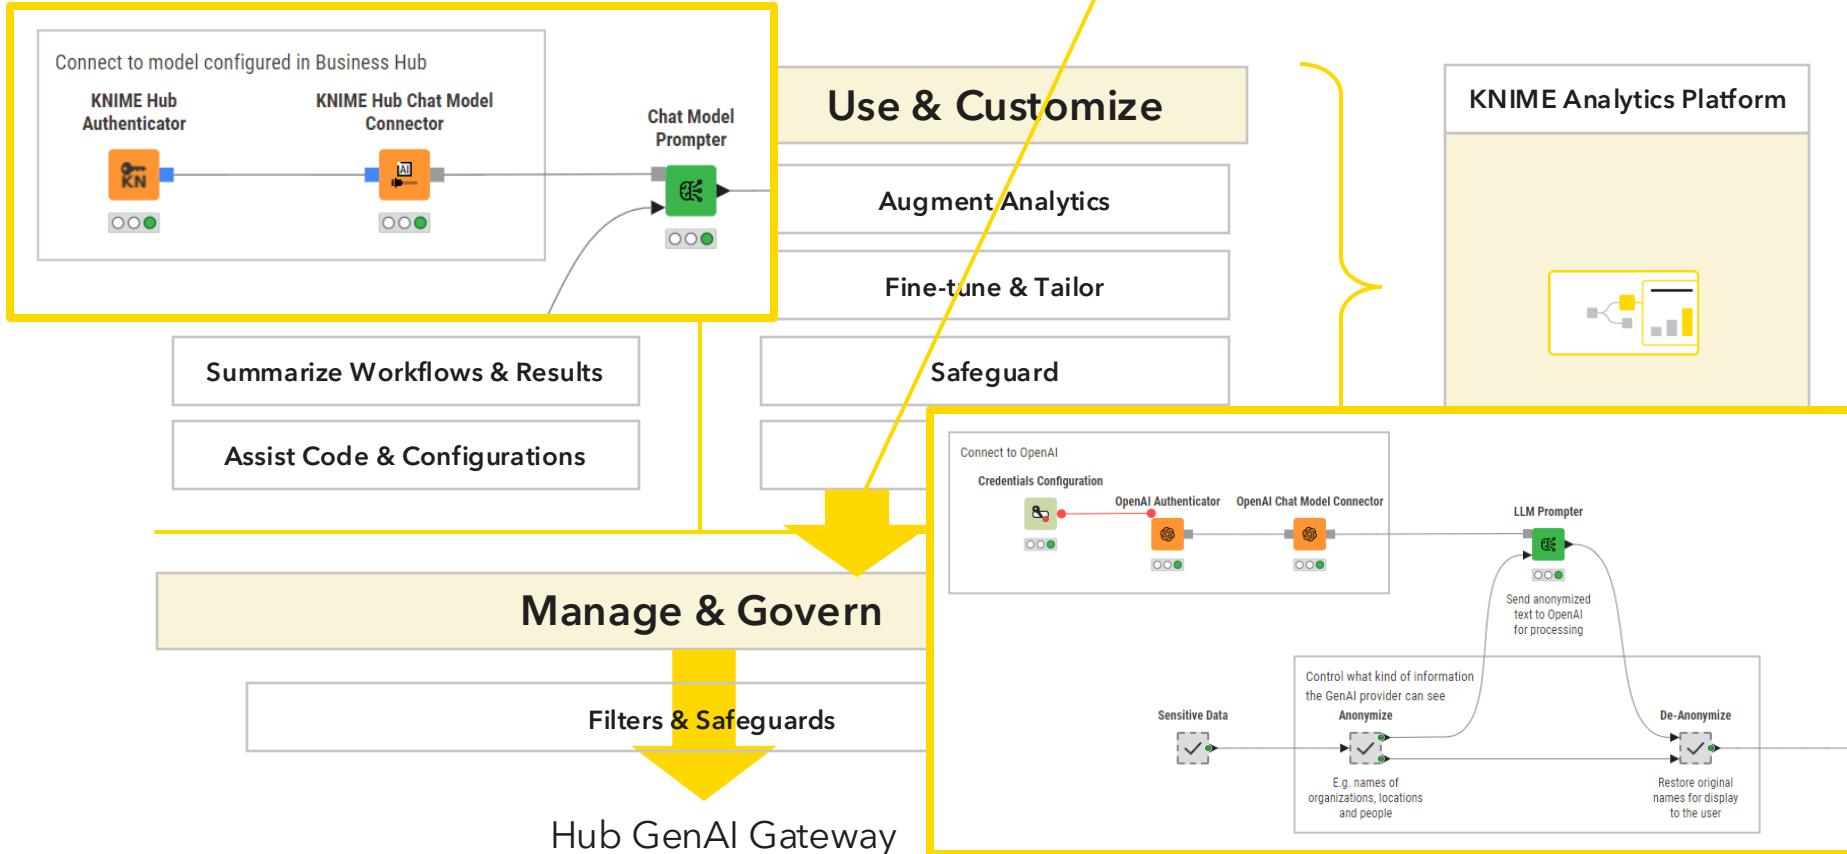 Connect to model configured in Business Hub
KNIME Hub
Authenticator
KNIME Hub Chat Model
Connector
Chat Model
Prompter
KN
AI
Use & Customize
Augment Analytics
Fine-tune & Tailor
Safeguard
KNIME Analytics Platform
Summarize Workflows & Results
Assist Code & Configurations
Manage & Govern
Filters & Safeguards
Hub GenAI Gateway
Connect to OpenAI
Credentials Configuration
OpenAI Authenticator
OpenAI Chat Model Connector
LLM Prompter
Send anonymized
text to OpenAI
for processing
Control what kind of information
the GenAI provider can see
Sensitive Data
Anonymize
De-Anonymize
E.g. names of
organizations, locations
and people
Restore original
names for display
to the user